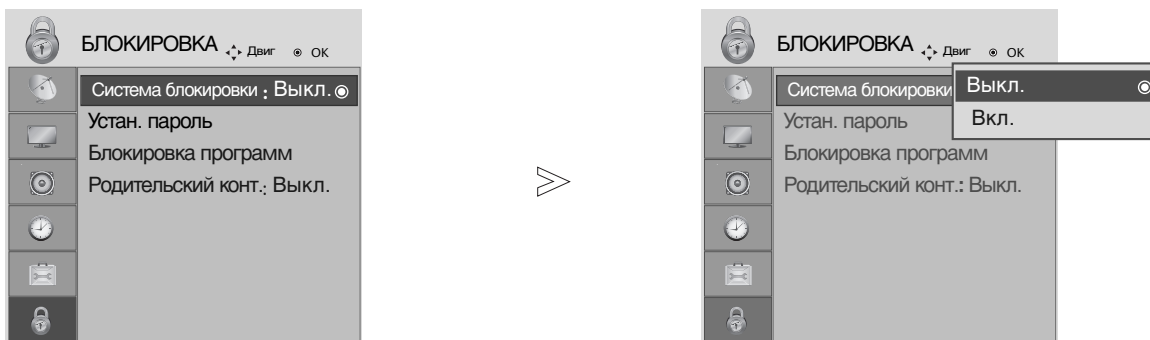 БЛОКИРОВКА Двиг OK
Система блокировки : Выкл.
Устан. пароль
Блокировка программ
Родительский конт.: Выкл.
БЛОКИРОВКА Двиг OK
Система блокировки Выкл.
Устан. пароль Вкл.
Блокировка программ
Родительский конт.: Выкл.